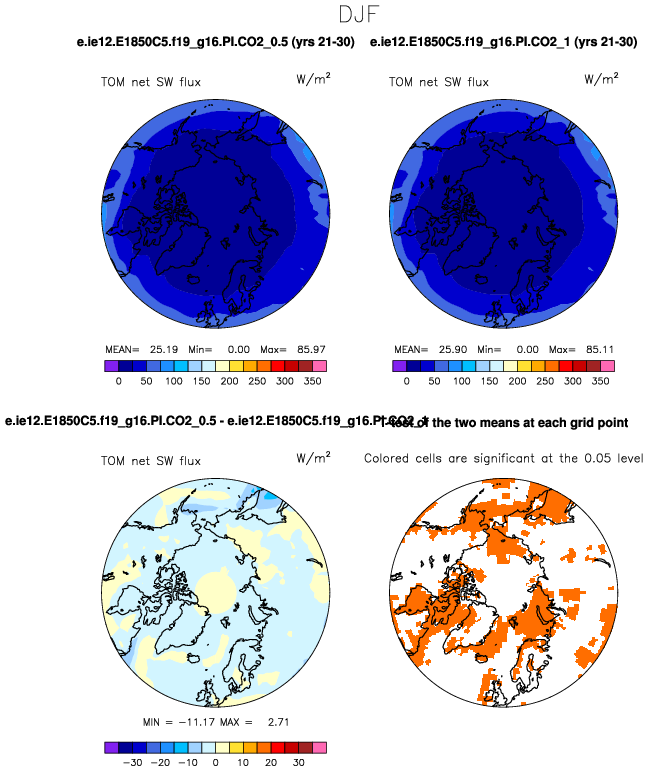 DJF
e.ie12.E1850C5.f19_g16.PI.CO2_0.5 (yrs 21-30)
e.ie12.E1850C5.f19_g16.PI.CO2_1 (yrs 21-30)
TOM net SW flux W/m²
TOM net SW flux W/m²
MEAN= 25.19 Min= 0.00 Max= 85.97
MEAN= 25.90 Min= 0.00 Max= 85.11
0 50 100 150 200 250 300 350
0 50 100 150 200 250 300 350
e.ie12.E1850C5.f19_g16.PI.CO2_0.5 - e.ie12.E1850C5.f19_g16.PI.CO2_1
T-test of the two means at each grid point
TOM net SW flux W/m²
Colored cells are significant at the 0.05 level
MIN = -11.17 MAX = 2.71
-30 -20 -10 0 10 20 30